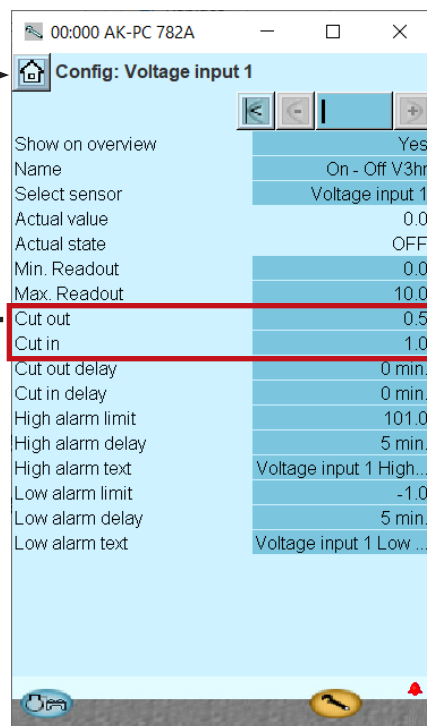 00:000 AK-PC 782A
Config: Voltage input 1
Show on overview Yes
Name On - Off V3hr
Select sensor Voltage input 1
Actual value 0.0
Actual state OFF
Min. Readout 0.0
Max. Readout 10.0
Cut out 0.5
Cut in 1.0
Cut out delay 0 min.
Cut in delay 0 min.
High alarm limit 101.0
High alarm delay 5 min.
High alarm text Voltage input 1 High...
Low alarm limit -1.0
Low alarm delay 5 min.
Low alarm text Voltage input 1 Low ...